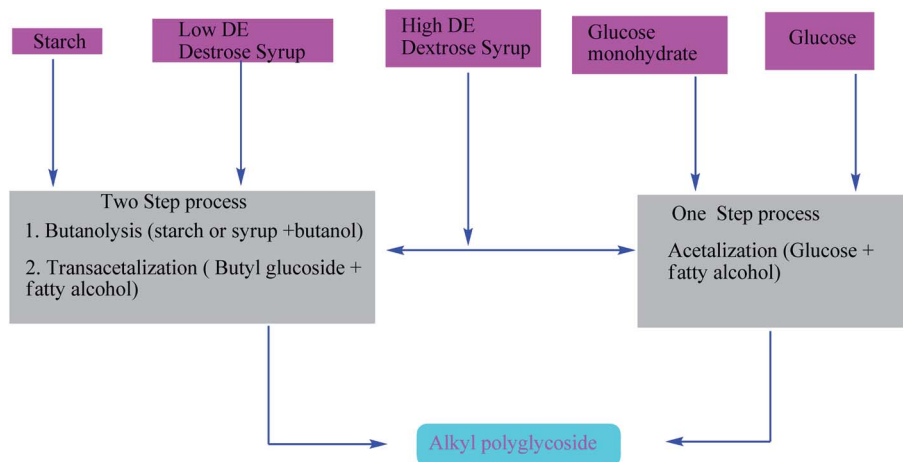 Starch
Low DE
Destrose Syrup
High DE
Dextrose Syrup
Glucose
monohydrate
Glucose
Two Step process
1. Butanolysis (starch or syrup +butanol)
2. Transacetalization ( Butyl glucoside +
fatty alcohol)
One Step process
Acetalization (Glucose +
fatty alcohol)
Alkyl polyglycoside